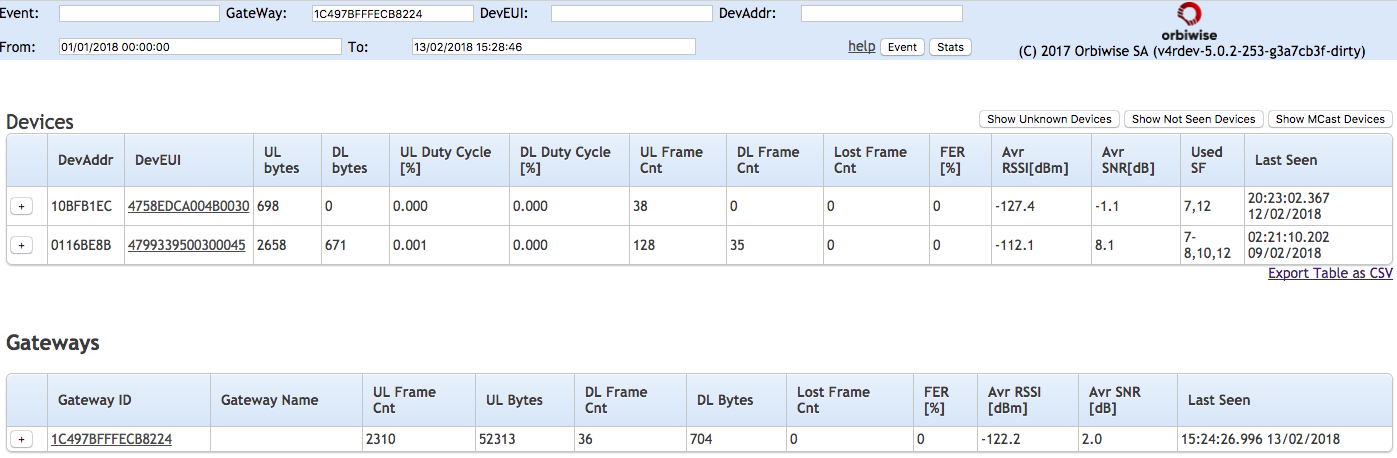 Event: GateWay: 1C497BFFFECB8224 DevEUI: DevAddr:
orbiwise
From: 01/01/2018 00:00:00 To: 13/02/2018 15:28:46 help Event Stats
(C) 2017 Orbiwise SA (v4rdev-5.0.2-253-g3a7cb3f-dirty)
Devices
Show Unknown Devices Show Not Seen Devices Show MCast Devices
DevAddr DevEUI UL bytes DL bytes UL Duty Cycle [%] DL Duty Cycle [%] UL Frame Cnt DL Frame Cnt Lost Frame Cnt FER [%] Avr RSSI[dBm] Avr SNR[dB] Used SF Last Seen
+ 10BFB1EC 4758EDCA004B0030 698 0 0.000 0.000 38 0 0 0 -127.4 -1.1 7,12 20:23:02.367 12/02/2018
+ 0116BE8B 4799339500300045 2658 671 0.001 0.000 128 35 0 0 -112.1 8.1 7-8,10,12 02:21:10.202 09/02/2018
Export Table as CSV
Gateways
Gateway ID Gateway Name UL Frame Cnt UL Bytes DL Frame Cnt DL Bytes Lost Frame Cnt FER [%] Avr RSSI [dBm] Avr SNR [dB] Last Seen
+ 1C497BFFFECB8224 2310 52313 36 704 0 0 -122.2 2.0 15:24:26.996 13/02/2018